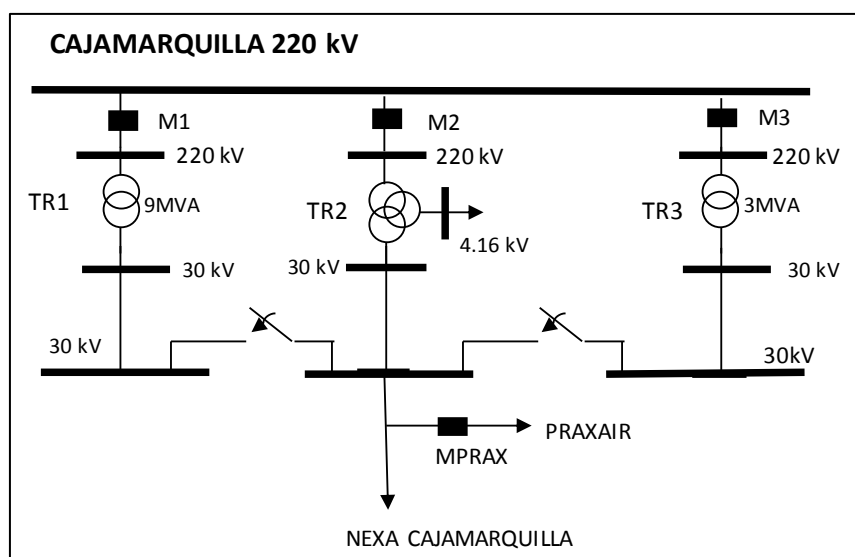 CAJAMARQUILLA 220 kV
M1
M2
M3
220 kV
220 kV
220 kV
TR1
9MVA
TR2
TR3
3MVA
4.16 kV
30 kV
30 kV
30 kV
30 kV
30kV
PRAXAIR
MPRAX
NEXA CAJAMARQUILLA